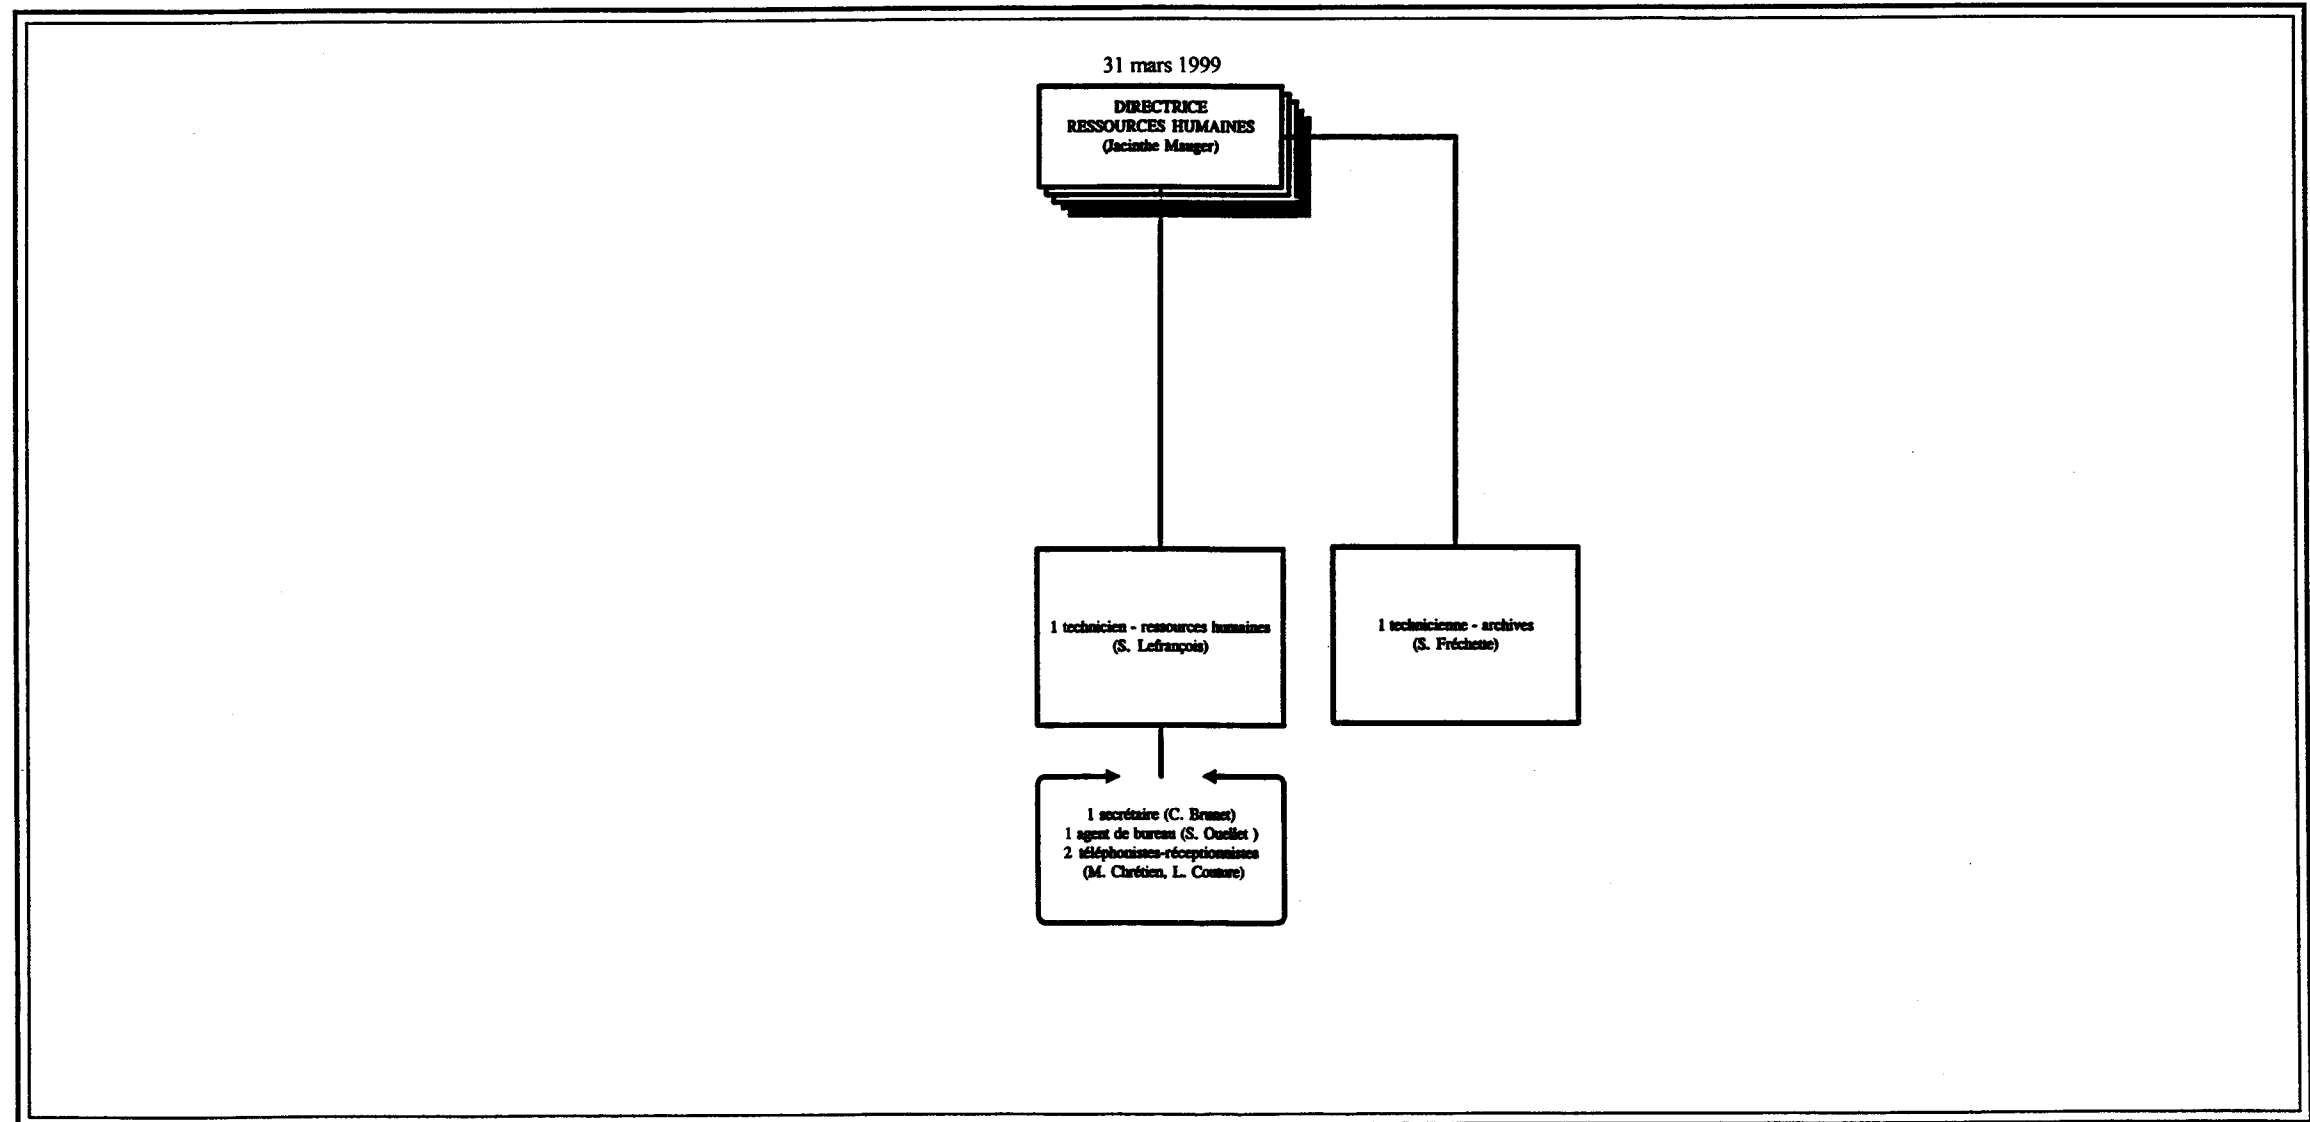 31 mars 1999
DIRECTRICE
RESSOURCES HUMAINES
(Jacinthe Mauger)
1 technicien - ressources humaines
(S. Lefrançois)
1 technicienne - archives
(S. Fréchette)
1 secrétaire (C. Brunet)
1 agent de bureau (S. Ouellet )
2 téléphonistes-réceptionnistes
(M. Chrétien, L. Couture)